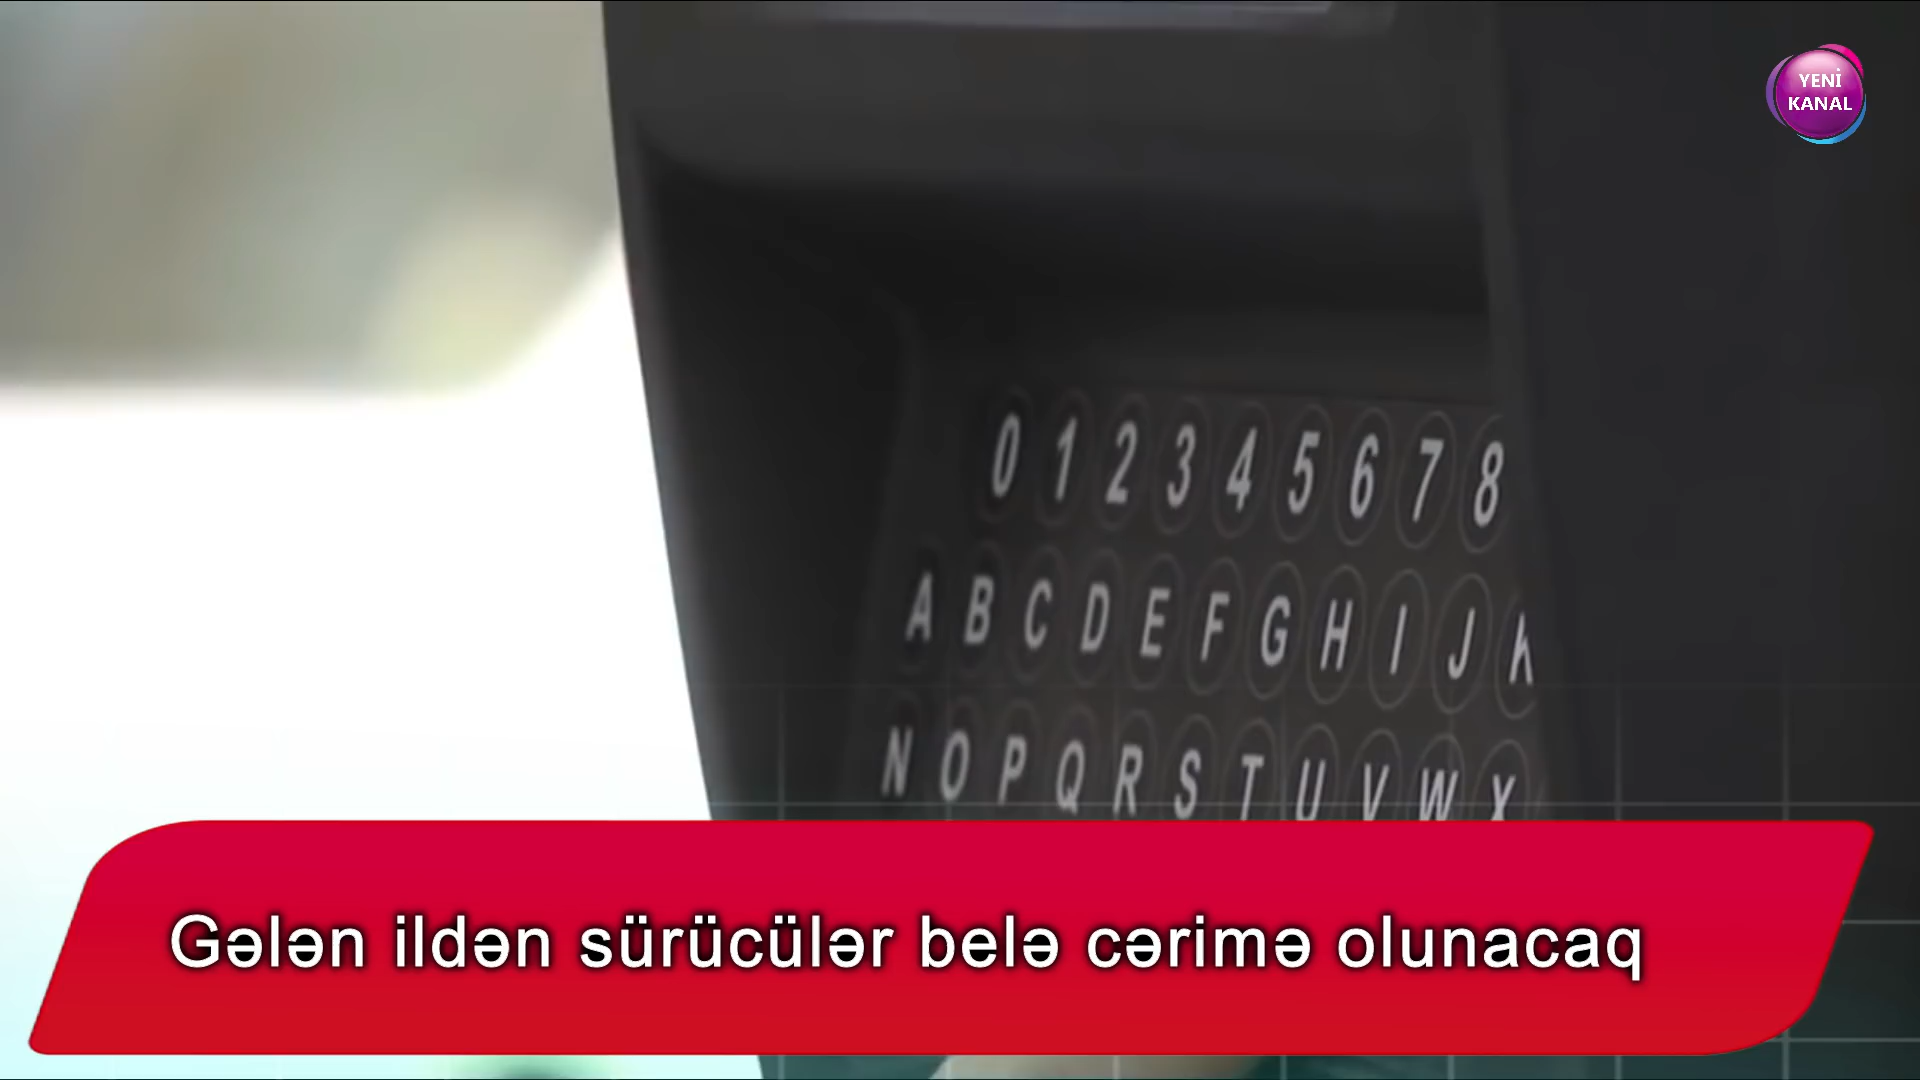 YENİ
KANAL
0 1 2 3 4 5 6 7 8
A B C D E F G H I J K
N O P Q R S T U V W X
Gələn ildən sürücülər belə cərimə olunacaq